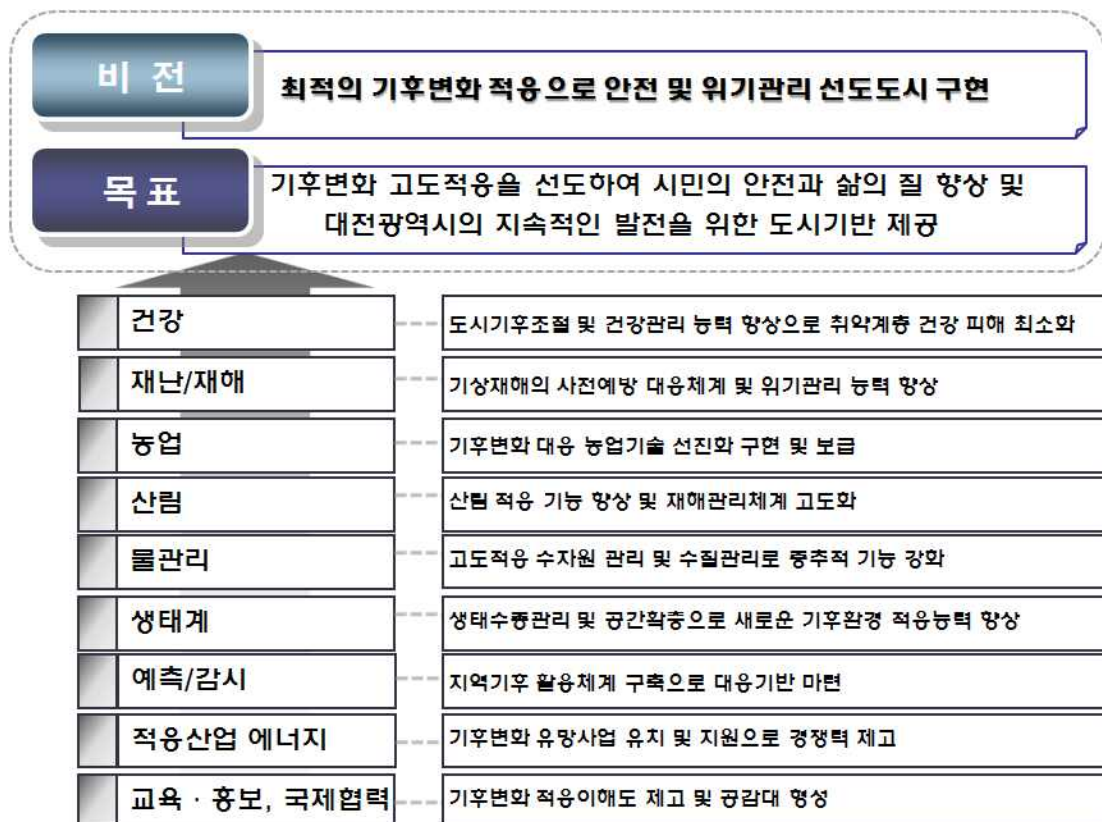 비 전
최적의 기후변화 적응으로 안전 및 위기관리 선도도시 구현
목 표
기후변화 고도적응을 선도하여 시민의 안전과 삶의 질 향상 및
대전광역시의 지속적인 발전을 위한 도시기반 제공
건강
도시기후조절 및 건강관리 능력 향상으로 취약계층 건강 피해 최소화
재난/재해
기상재해의 사전예방 대응체계 및 위기관리 능력 향상
농업
기후변화 대응 농업기술 선진화 구현 및 보급
산림
산림 적응 기능 향상 및 재해관리체계 고도화
물관리
고도적응 수자원 관리 및 수질관리로 중추적 기능 강화
생태계
생태수종관리 및 공간확충으로 새로운 기후환경 적응능력 향상
예측/감시
지역기후 활용체계 구축으로 대응기반 마련
적응산업 에너지
기후변화 유망사업 유치 및 지원으로 경쟁력 제고
교육 · 홍보, 국제협력
기후변화 적응이해도 제고 및 공감대 형성